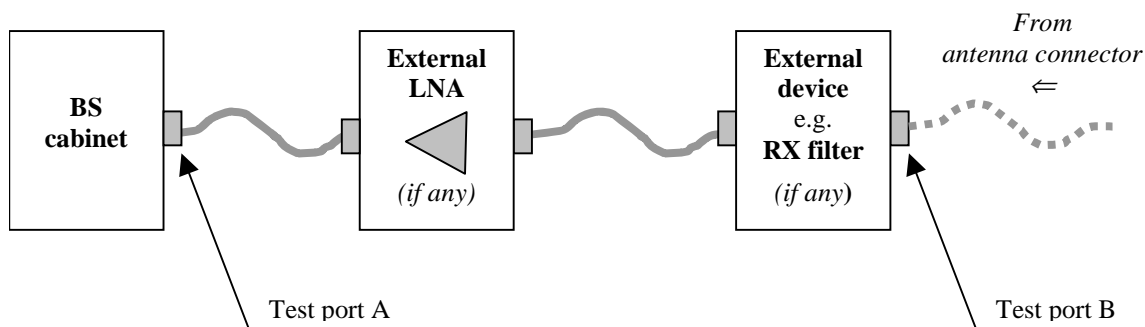 BS
cabinet
External
LNA
(if any)
External
device
e.g.
RX filter
(if any)
From
antenna connector
⇐
Test port A
Test port B